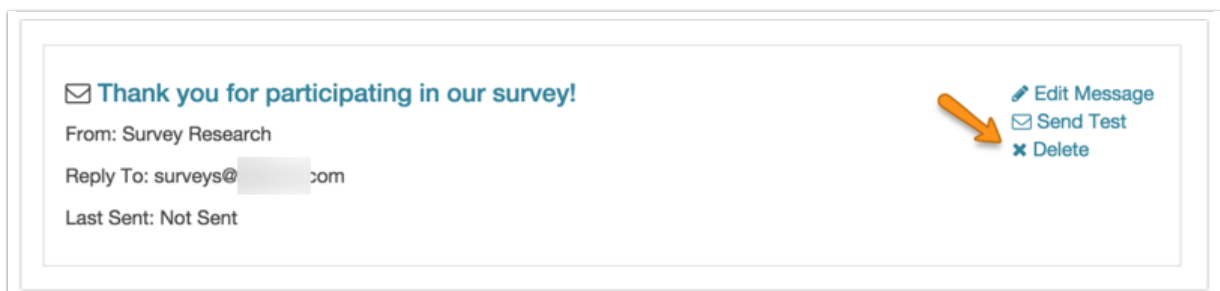 Thank you for participating in our survey!
From: Survey Research
Reply To: surveys@ com
Last Sent: Not Sent
Edit Message
Send Test
Delete